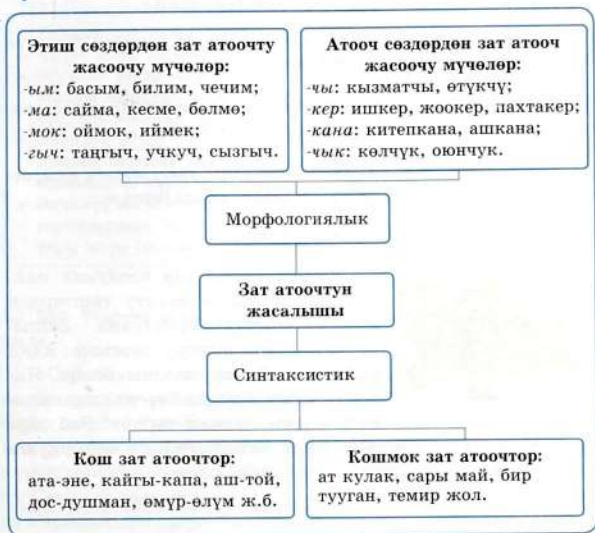 Этиш сөздөрдөн зат атоочту
жасоочу мүчөлөр:
-ым: басым, билим, чечим;
-ма: сайма, кесме, бөлмө;
-мок: оймок, иймек;
-гыч: таңгыч, учкуч, сызгыч.
Атооч сөздөрдөн зат атооч
жасоочу мүчөлөр:
-чы: кызматчы, өтүкчү;
-кер: ишкер, жоокер, пахтакер;
-кана: китепкана, ашкана;
-чык: көлчүк, оюнчук.
Морфологиялык
Зат атоочтун
жасалышы
Синтаксистик
Кош зат атоочтор:
ата-эне, кайгы-капа, аш-той,
дос-душман, өмүр-өлүм ж.б.
Кошмок зат атоочтор:
ат кулак, сары май, бир
тууган, темир жол.